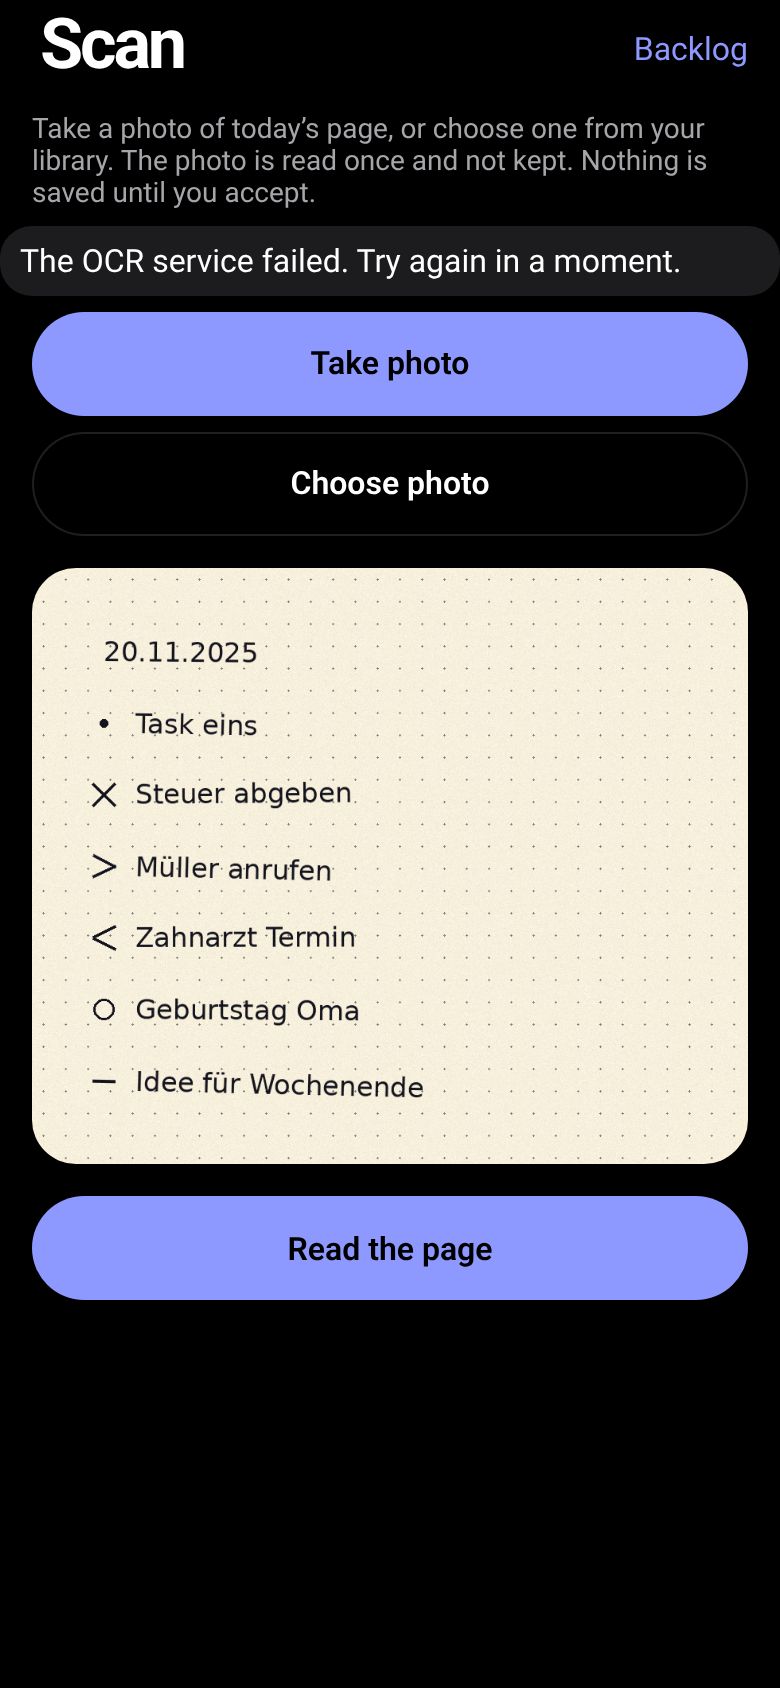 Scan
Backlog
Take a photo of today’s page, or choose one from your
library. The photo is read once and not kept. Nothing is
saved until you accept.
The OCR service failed. Try again in a moment.
Take photo
Choose photo
20.11.2025
• Task eins
× Steuer abgeben
> Müller anrufen
< Zahnarzt Termin
○ Geburtstag Oma
– Idee für Wochenende
Read the page